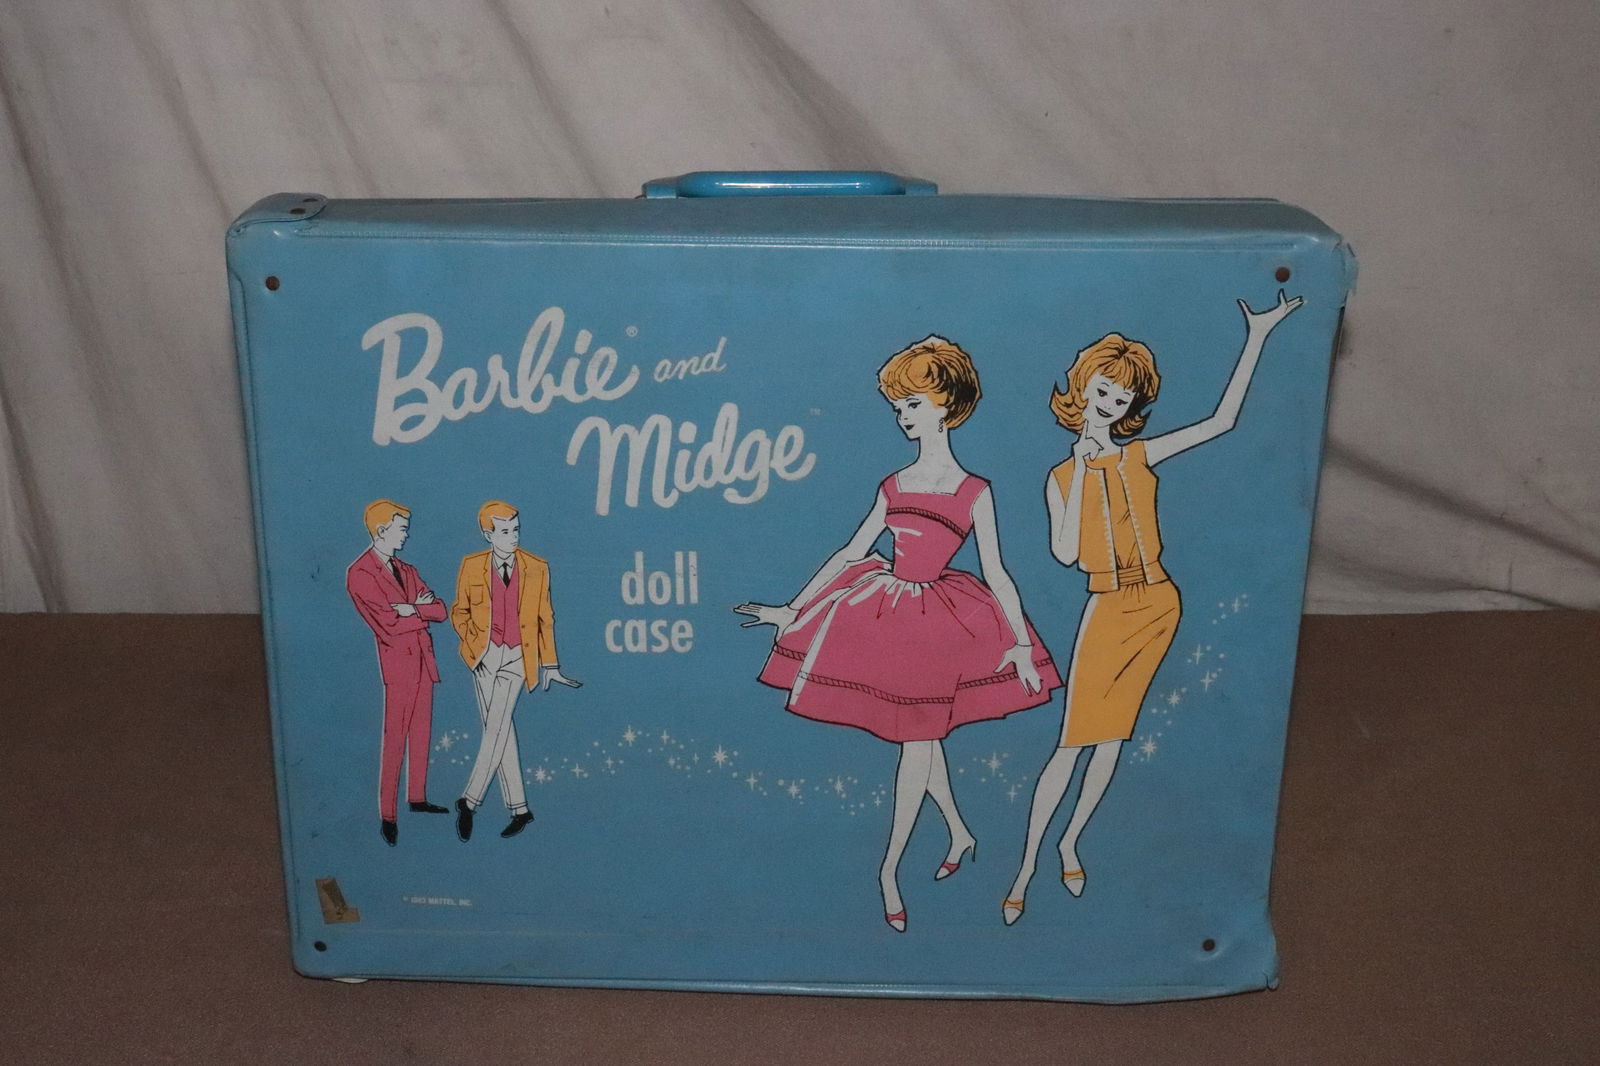 Barbie® and
Midge™
doll
case
© 1963 MATTEL, INC.